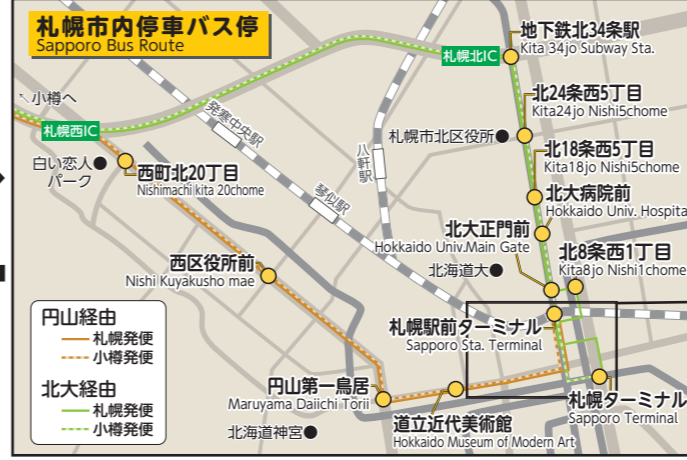 札幌市内停車バス停
Sapporo Bus Route
地下鉄北34条駅
Kita 34jo Subway Sta.
札幌北IC
↖小樽へ
北24条西5丁目
Kita24jo Nishi5chome
札幌西IC
発寒中央駅
札幌市北区役所
八軒駅
北18条西5丁目
Kita18jo Nishi5chome
白い恋人
パーク
西町北20丁目
Nishimachi kita 20chome
琴似駅
北大病院前
Hokkaido Univ. Hospita
北大正門前
Hokkaido Univ.Main Gate
北8条西1丁目
Kita8jo Nishi1chome
西区役所前
Nishi Kuyakusho mae
北海道大
円山経由
札幌発便
小樽発便
北大経由
札幌発便
小樽発便
札幌駅前ターミナル
Sapporo Sta. Terminal
円山第一鳥居
Maruyama Daiichi Torii
道立近代美術館
Hokkaido Museum of Modern Art
札幌ターミナル
Sapporo Terminal
北海道神宮